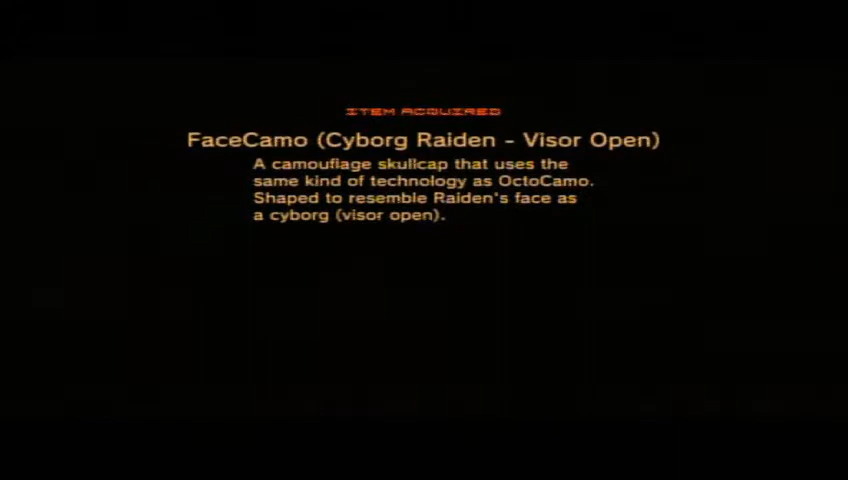 ITEM ACQUIRED
FaceCamo (Cyborg Raiden - Visor Open)
A camouflage skullcap that uses the
same kind of technology as OctoCamo.
Shaped to resemble Raiden's face as
a cyborg (visor open).